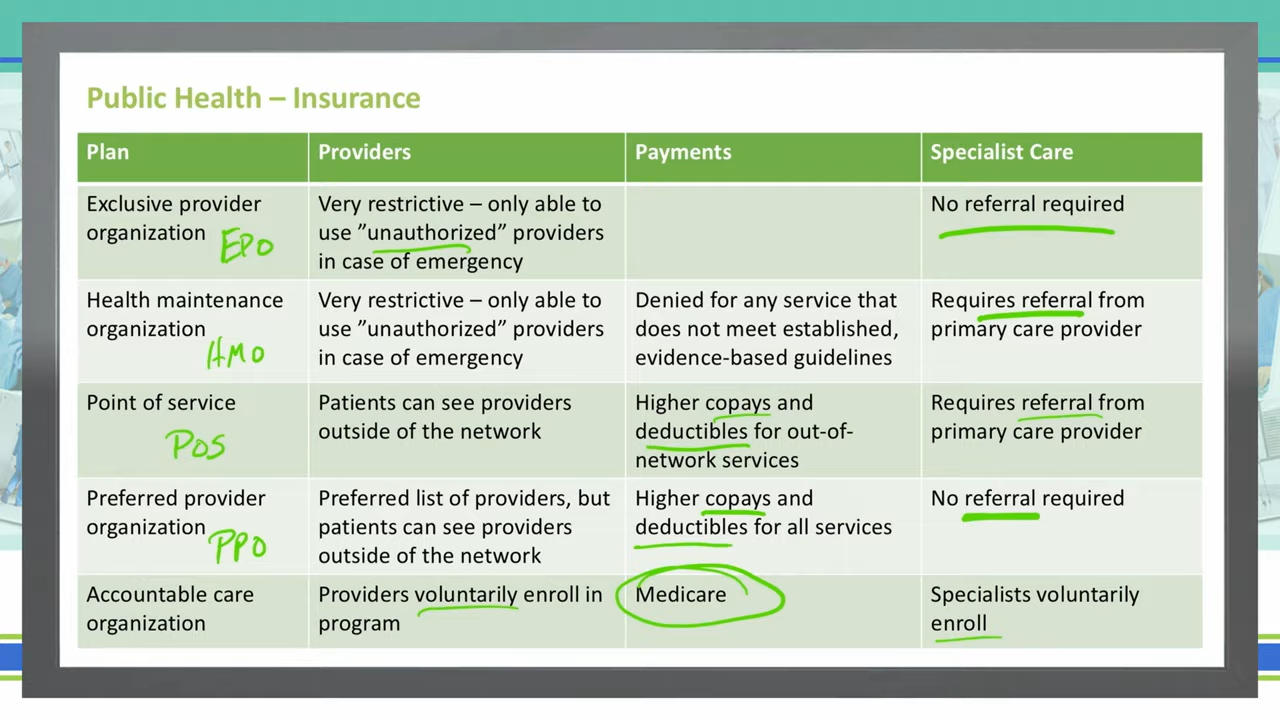 Public Health – Insurance
Plan
Providers
Payments
Specialist Care
Exclusive provider
organization
EPO
Very restrictive – only able to
use ”unauthorized” providers
in case of emergency
No referral required
Health maintenance
organization
HMO
Very restrictive – only able to
use ”unauthorized” providers
in case of emergency
Denied for any service that
does not meet established,
evidence-based guidelines
Requires referral from
primary care provider
Point of service
POS
Patients can see providers
outside of the network
Higher copays and
deductibles for out-of-
network services
Requires referral from
primary care provider
Preferred provider
organization
PPO
Preferred list of providers, but
patients can see providers
outside of the network
Higher copays and
deductibles for all services
No referral required
Accountable care
organization
Providers voluntarily enroll in
program
Medicare
Specialists voluntarily
enroll